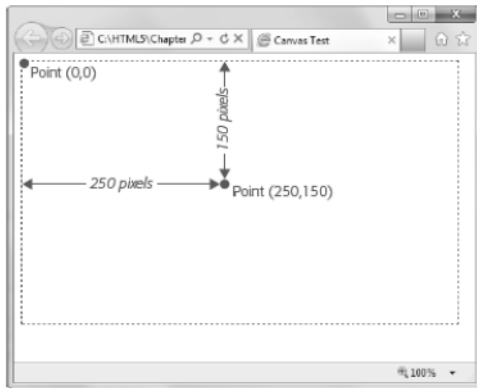 C:\HTML5\Chapter
Canvas Test
Point (0,0)
150 pixels
250 pixels
Point (250,150)
100%